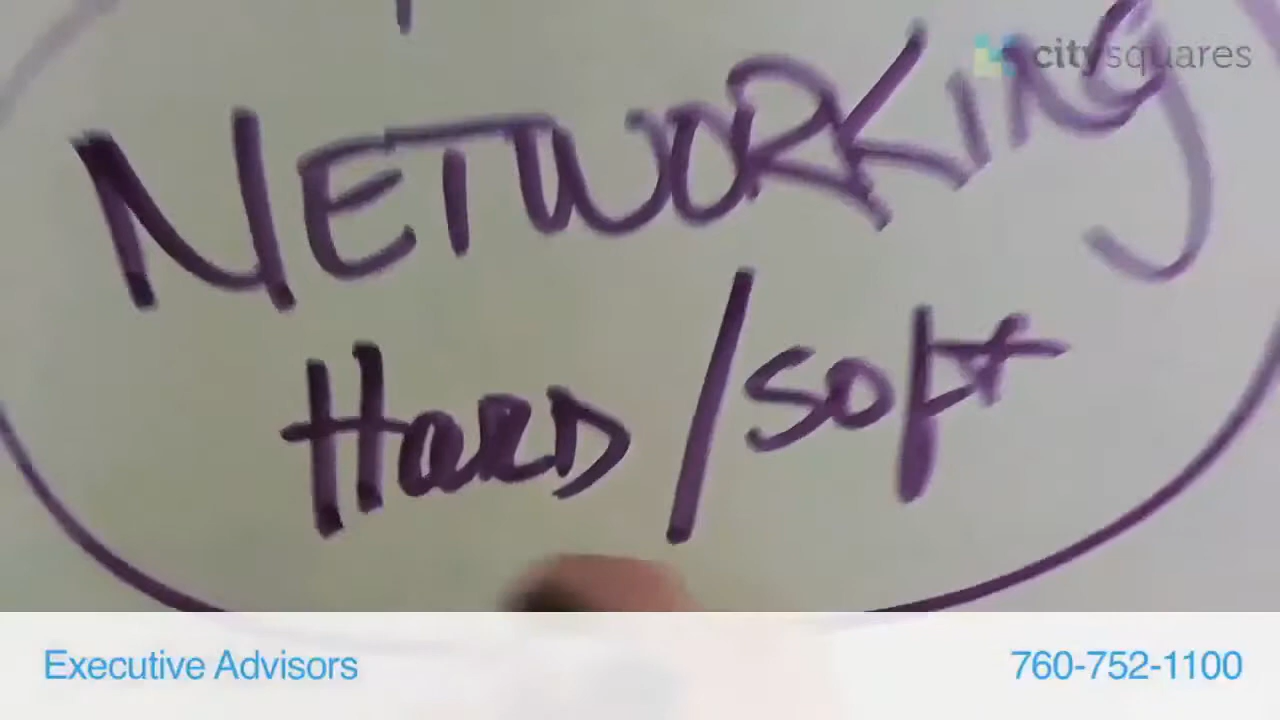 citysquares
NETWORKING
HARD/Soft
Executive Advisors
760-752-1100